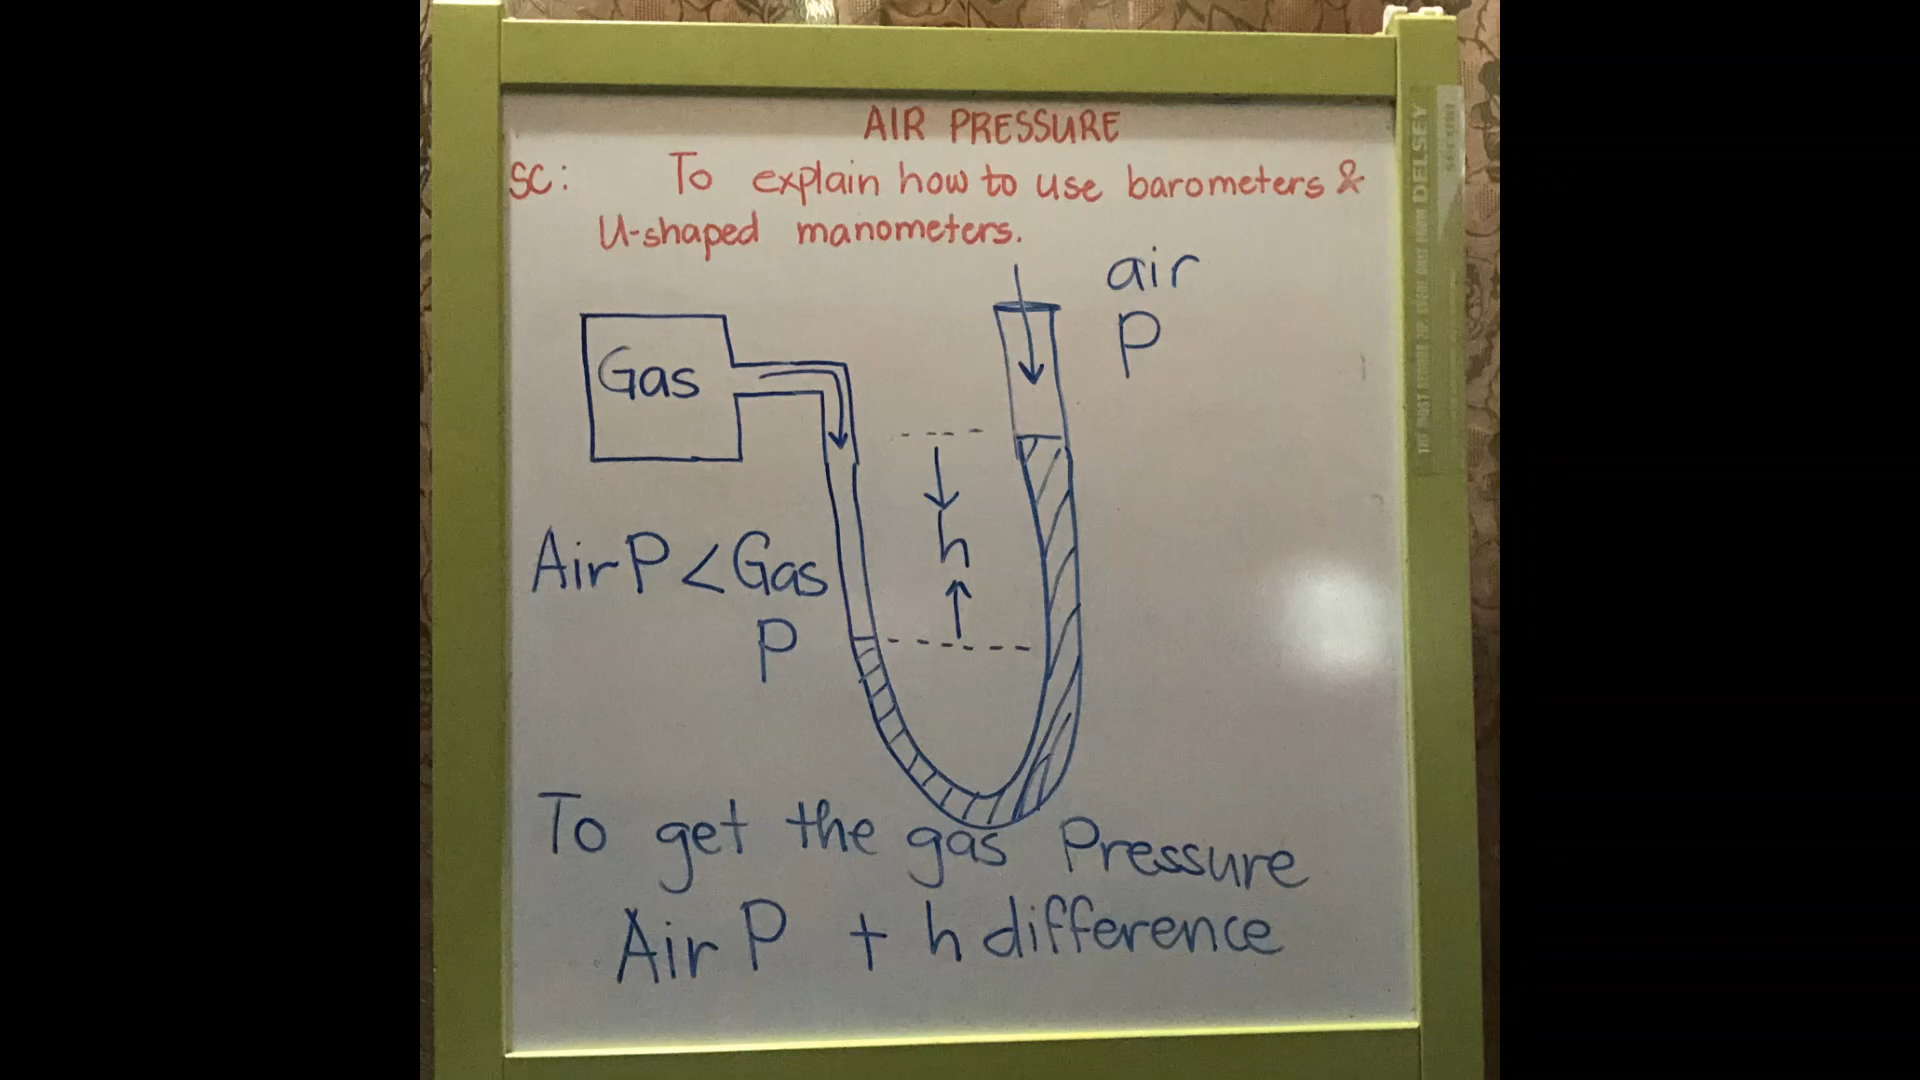 AIR PRESSURE
SC: To explain how to use barometers &
U-shaped manometers.
air
P
Gas
h
Air P < Gas
P
To get the gas Pressure
Air P + h difference
DELSEY